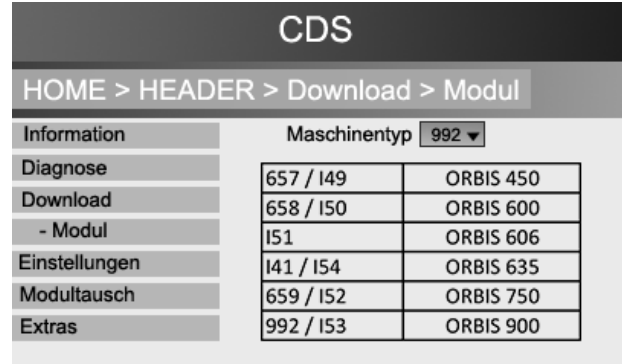 CDS
HOME > HEADER > Download > Modul
Information
Diagnose
Download
- Modul
Einstellungen
Modultausch
Extras
Maschinentyp 992
657 / I49 ORBIS 450
658 / I50 ORBIS 600
I51 ORBIS 606
I41 / I54 ORBIS 635
659 / I52 ORBIS 750
992 / I53 ORBIS 900